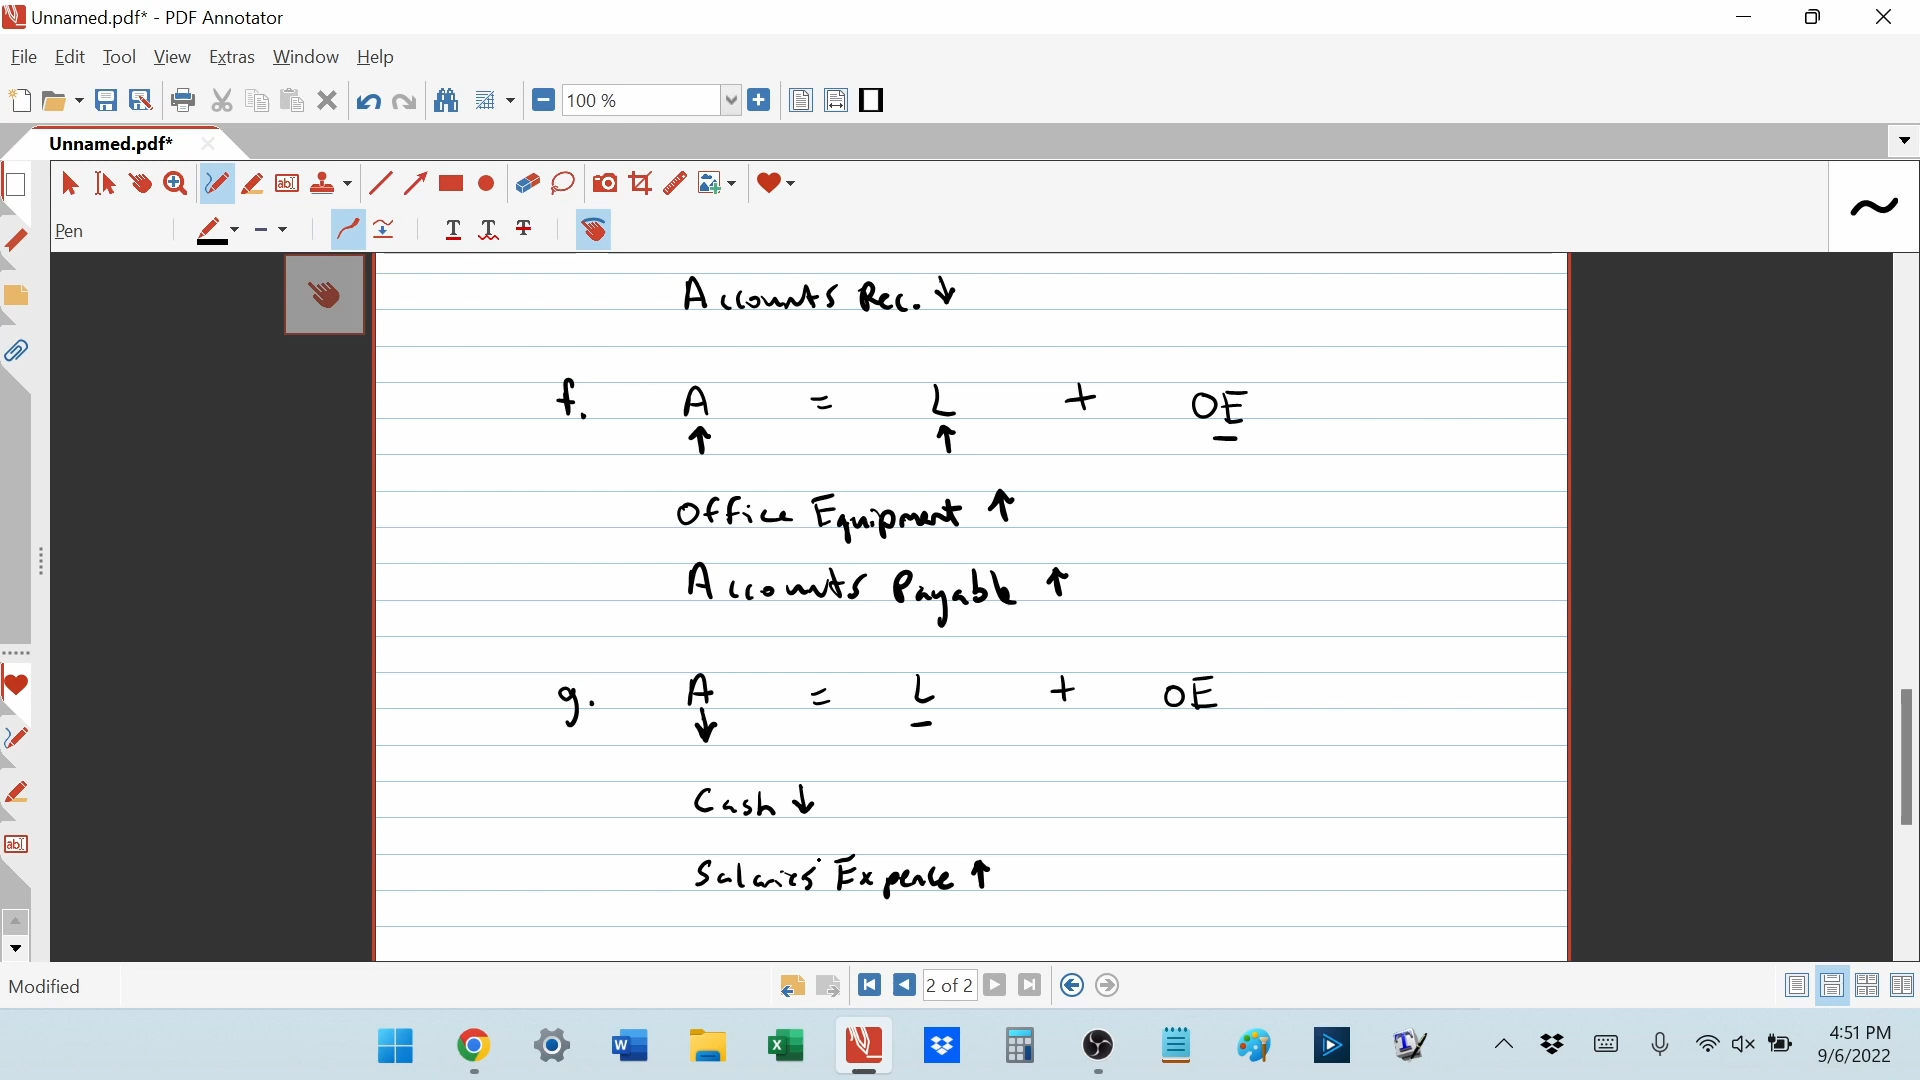 Unnamed.pdf* - PDF Annotator
File Edit Tool View Extras Window Help
100 %
Unnamed.pdf*
Pen
Accounts Rec. ↓
f. A = L + OE
↑ ↑ –
Office Equipment ↑
Accounts Payable ↑
g. A = L + OE
↓ –
Cash ↓
Salaries Expense ↑
Modified
2 of 2
4:51 PM
9/6/2022